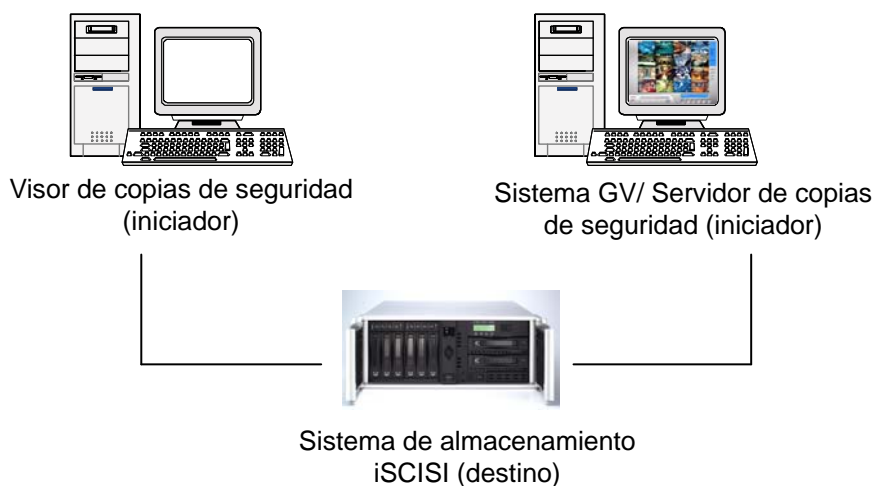 Visor de copias de seguridad
(iniciador)
Sistema GV/ Servidor de copias
de seguridad (iniciador)
Sistema de almacenamiento
iSCISI (destino)